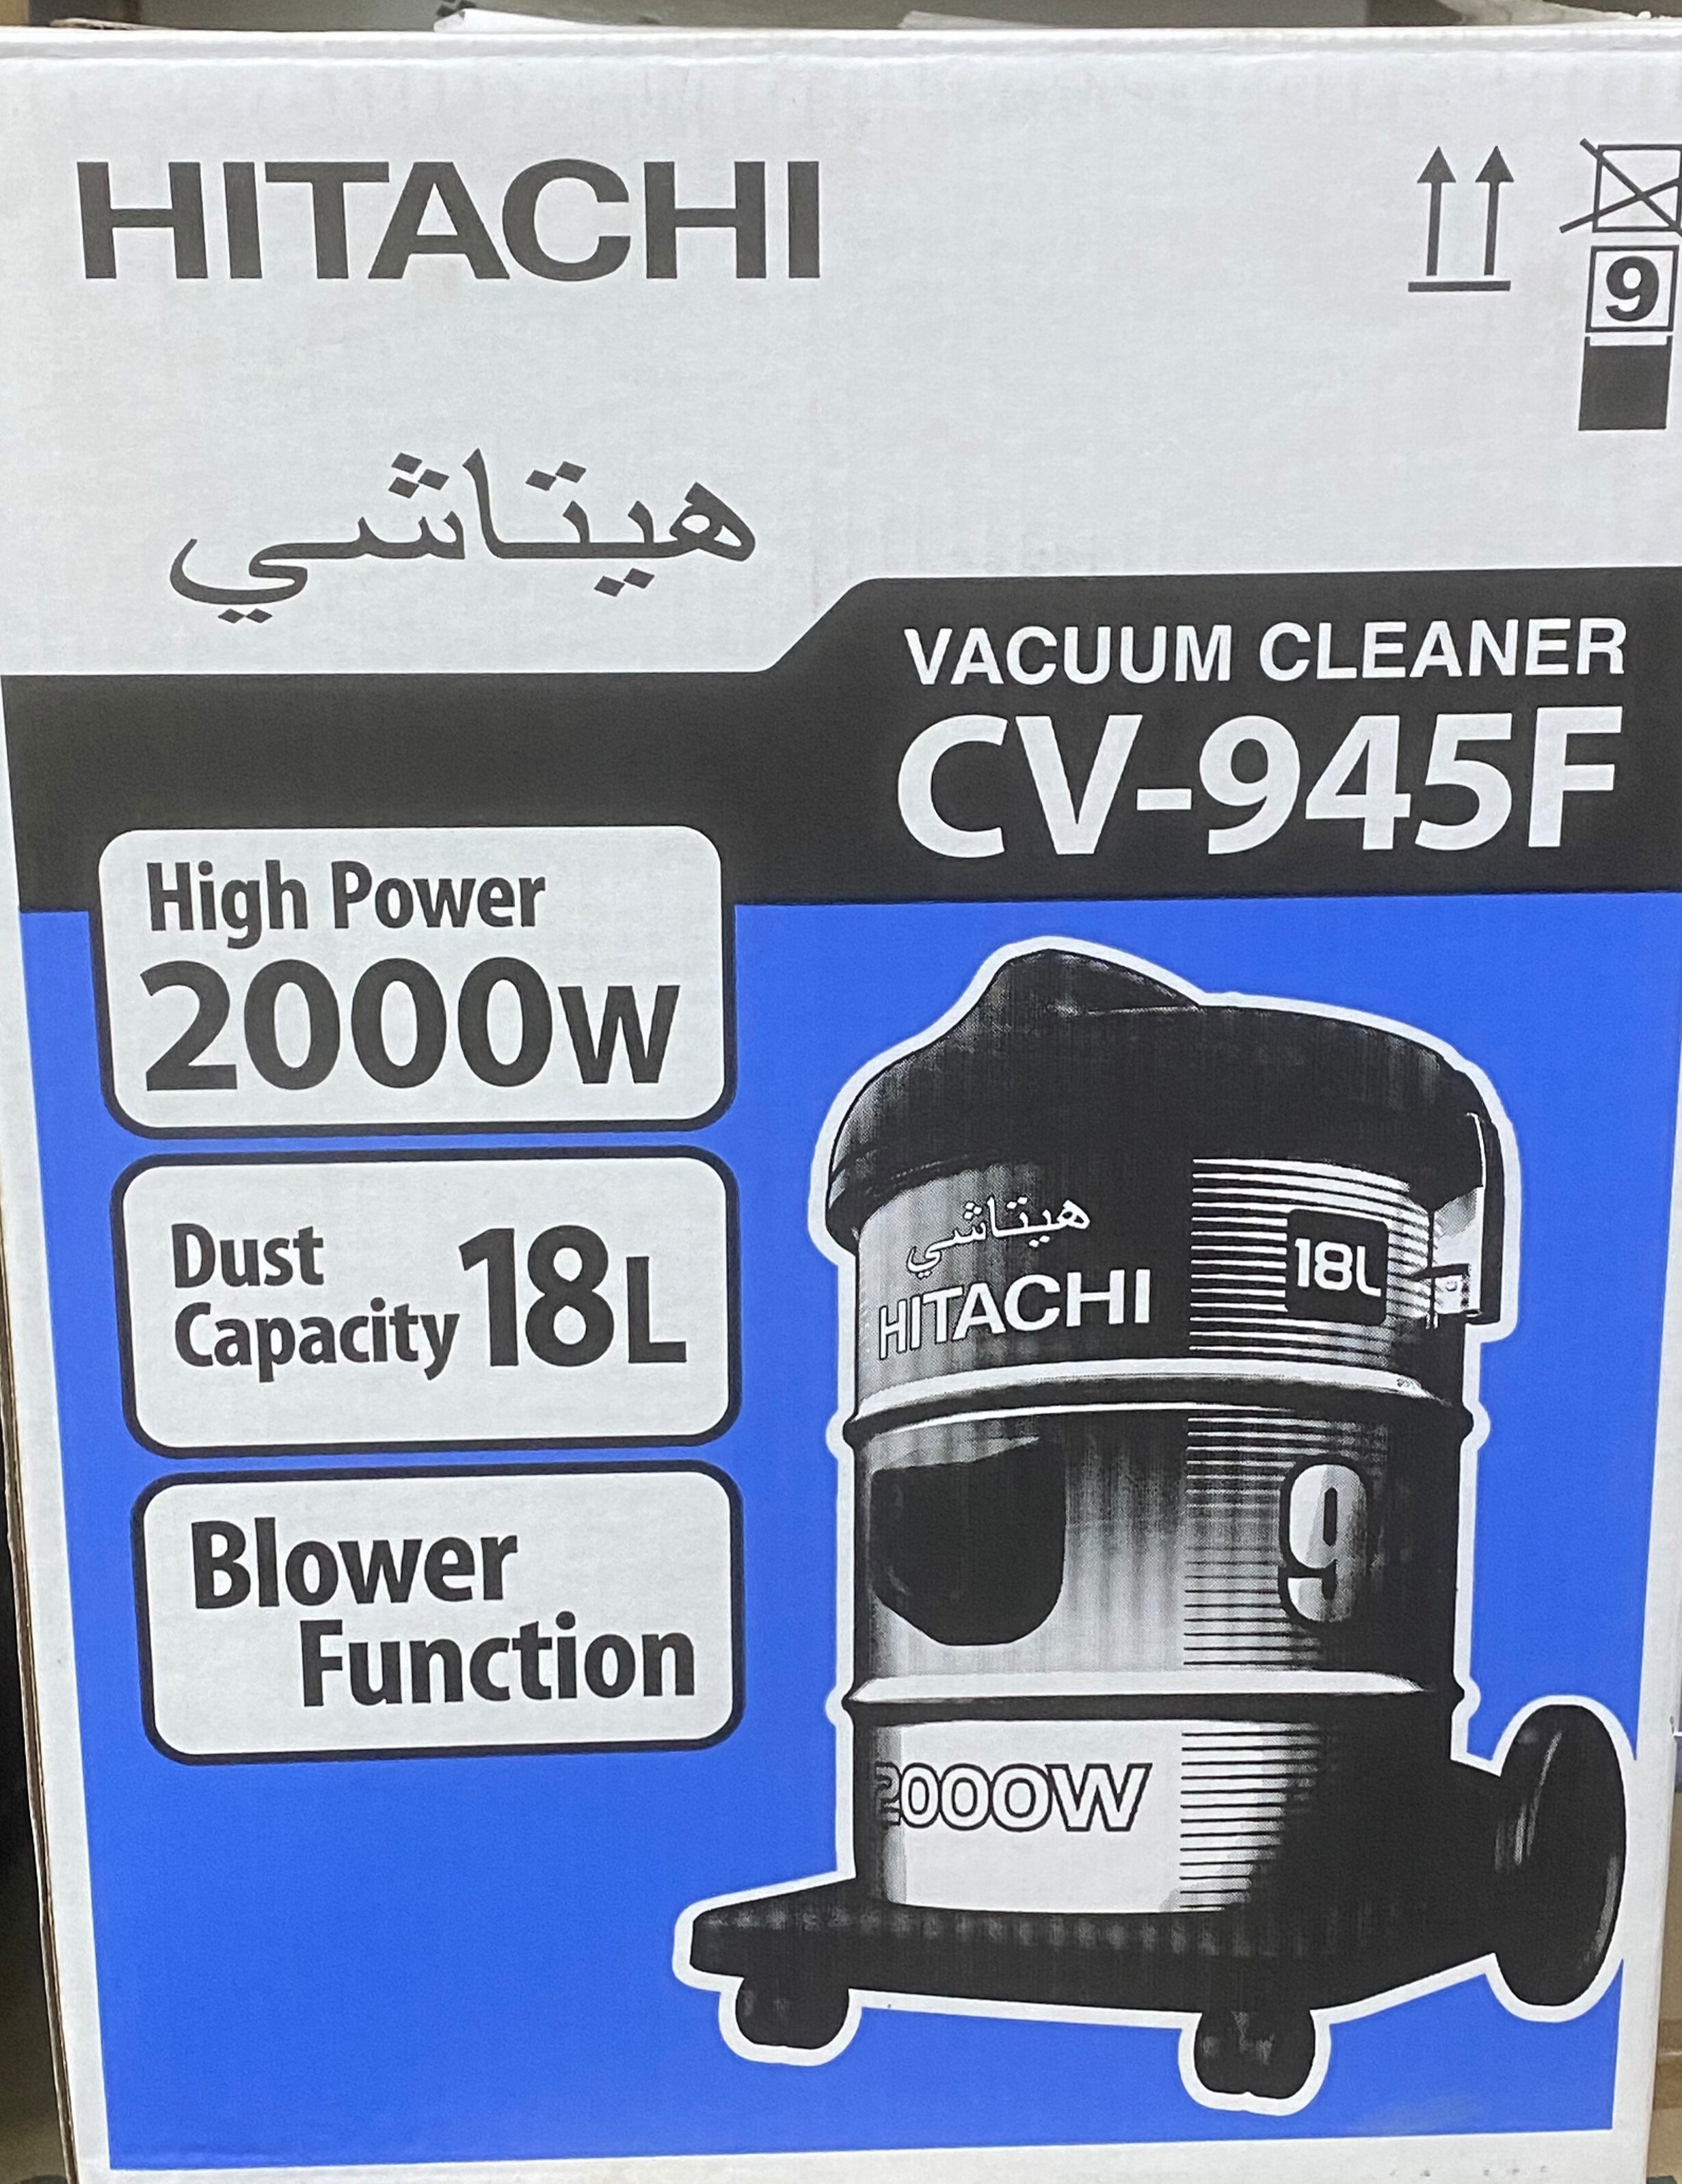 HITACHI
9
هيتاشي
VACUUM CLEANER
CV-945F
High Power
2000W
Dust
Capacity 18L
Blower
Function
هيتاشي
HITACHI
18L
9
2000W